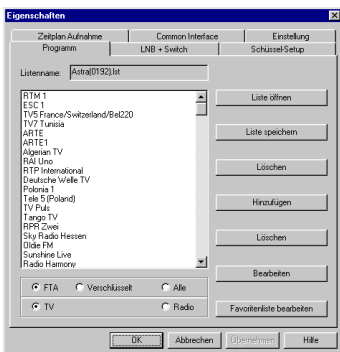 Eigenschaften
Zeitplan Aufnahme
Common Interface
Einstellung
Programm
LNB + Switch
Schüssel-Setup
Listenname:
Astra(0192).lst
RTM 1
ESC 1
TV5 France/Switzerland/Bel220
TV7 Tunisia
ARTE
ARTE1
Algerian TV
RAI Uno
RTP International
Deutsche Welle TV
Polonia 1
Tele 5 (Poland)
TV Puls
Tango TV
RPR Zwei
Sky Radio Hessen
Oldie FM
Sunshine Live
Radio Harmony
Liste öffnen
Liste speichern
Löschen
Hinzufügen
Löschen
Bearbeiten
Favoritenliste bearbeiten
FTA
Verschlüsselt
Alle
TV
Radio
OK
Abbrechen
Übernehmen
Hilfe